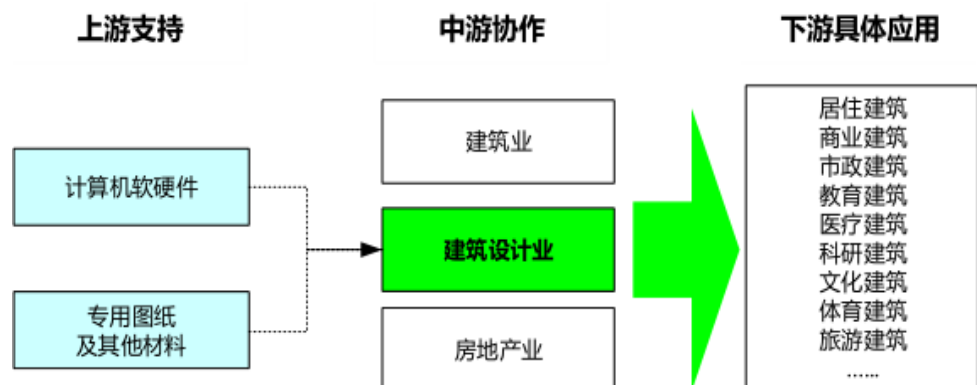 上游支持
中游协作
下游具体应用
计算机软硬件
专用图纸
及其他材料
建筑业
建筑设计业
房地产业
居住建筑
商业建筑
市政建筑
教育建筑
医疗建筑
科研建筑
文化建筑
体育建筑
旅游建筑
......